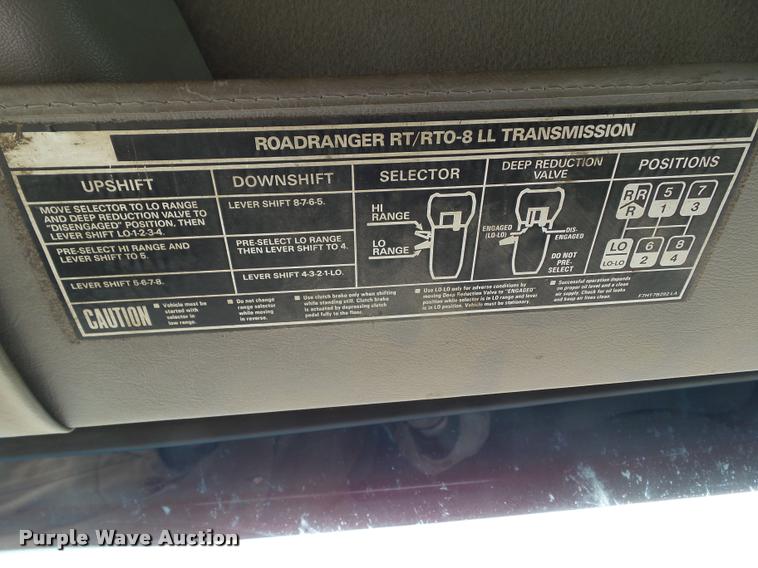 ROADRANGER RT/RTO-8 LL TRANSMISSION
UPSHIFT
MOVE SELECTOR TO LO RANGE
AND DEEP REDUCTION VALVE TO
"DISENGAGED" POSITION, THEN
LEVER SHIFT LO-1-2-3-4.
PRE-SELECT HI RANGE AND
LEVER SHIFT TO 5.
LEVER SHIFT 5-6-7-8.
DOWNSHIFT
LEVER SHIFT 8-7-6-5.
PRE-SELECT LO RANGE
THEN LEVER SHIFT TO 4.
LEVER SHIFT 4-3-2-1-LO.
SELECTOR
HI
RANGE
LO
RANGE
DEEP REDUCTION
VALVE
ENGAGED
(LO-LO)
DIS-
ENGAGED
DO NOT
PRE-
SELECT
POSITIONS
R R 5 7
R 1 3
LO 6 8
LO-LO 2 4
CAUTION
Vehicle must be
started with
selector in
low range.
Do not change
range selector
while moving
in reverse.
Use clutch brake only when shifting
while standing still. Clutch brake
is actuated by depressing clutch
pedal fully to the floor.
Use LO-LO only for adverse conditions by
moving Deep Reduction Valve to "ENGAGED"
position while selector is in LO range and lever
is in LO position. Vehicle must be stationary.
Successful operation depends
on proper oil level and a clean
air supply. Check for oil leaks
and keep air lines clean.
F7HT 7B292 LA
Purple Wave Auction